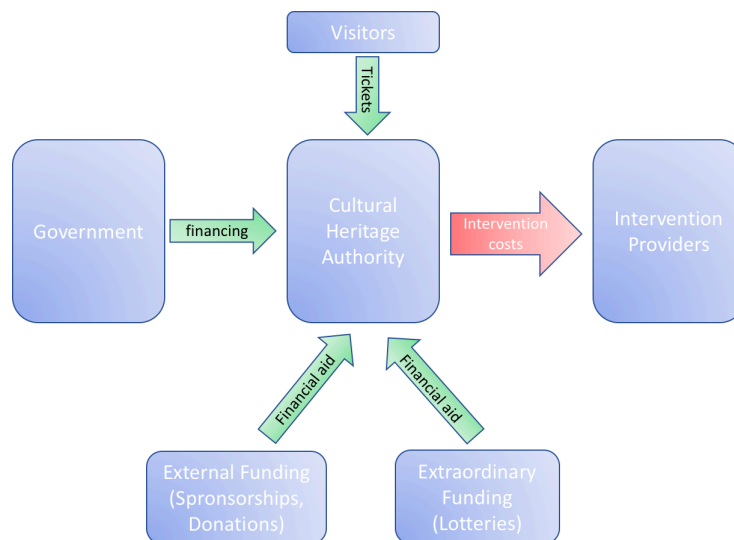 Visitors
Tickets
Government
financing
Cultural
Heritage
Authority
Intervention
costs
Intervention
Providers
Financial aid
Financial aid
External Funding
(Spronsorships,
Donations)
Extraordinary
Funding
(Lotteries)